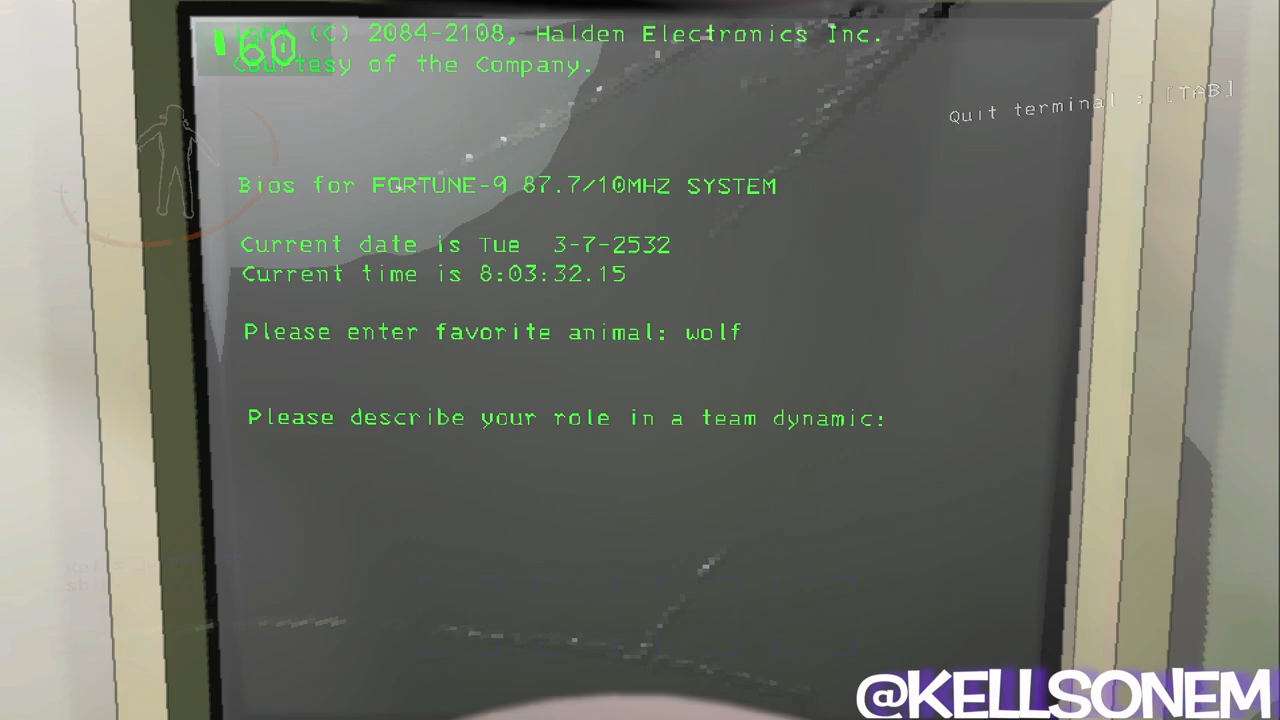 (C) 2084-2108, Halden Electronics Inc.
$60
Courtesy of the Company.
Quit terminal : [TAB]
Bios for FORTUNE-9 87.7/10MHZ SYSTEM
Current date is Tue 3-7-2532
Current time is 8:03:32.15
Please enter favorite animal: wolf
Please describe your role in a team dynamic:
@KELLSONEM